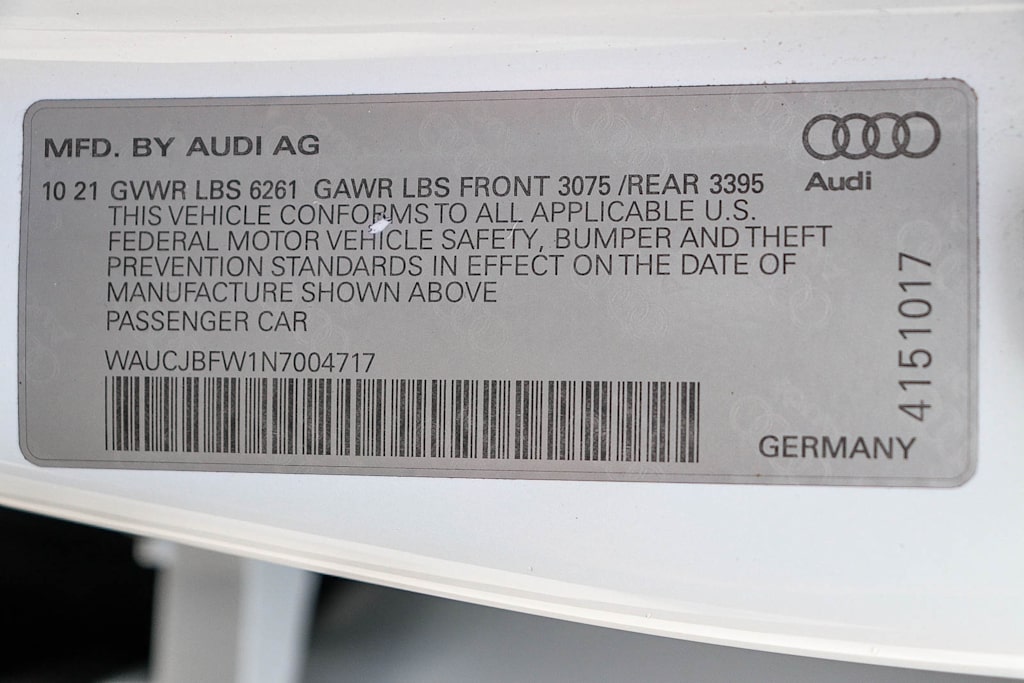 MFD. BY AUDI AG
Audi
10 21 GVWR LBS 6261 GAWR LBS FRONT 3075 /REAR 3395
THIS VEHICLE CONFORMS TO ALL APPLICABLE U.S.
FEDERAL MOTOR VEHICLE SAFETY, BUMPER AND THEFT
PREVENTION STANDARDS IN EFFECT ON THE DATE OF
MANUFACTURE SHOWN ABOVE
PASSENGER CAR
WAUCJBFW1N7004717
4151017
GERMANY